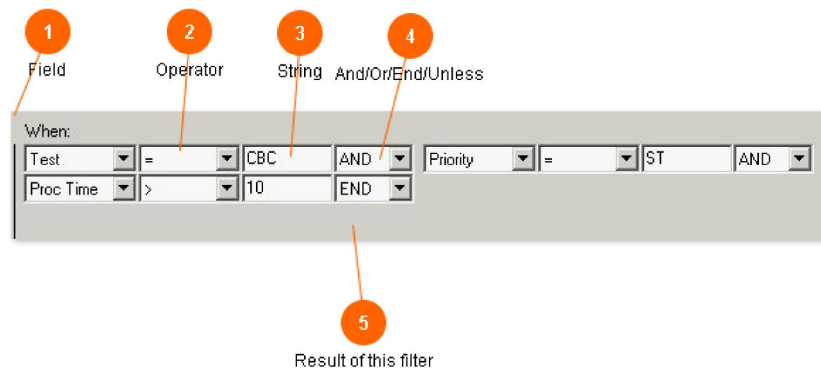 1 2 3 4
Field Operator String And/Or/End/Unless
When:
Test = CBC AND Priority = ST AND
Proc Time > 10 END
5
Result of this filter